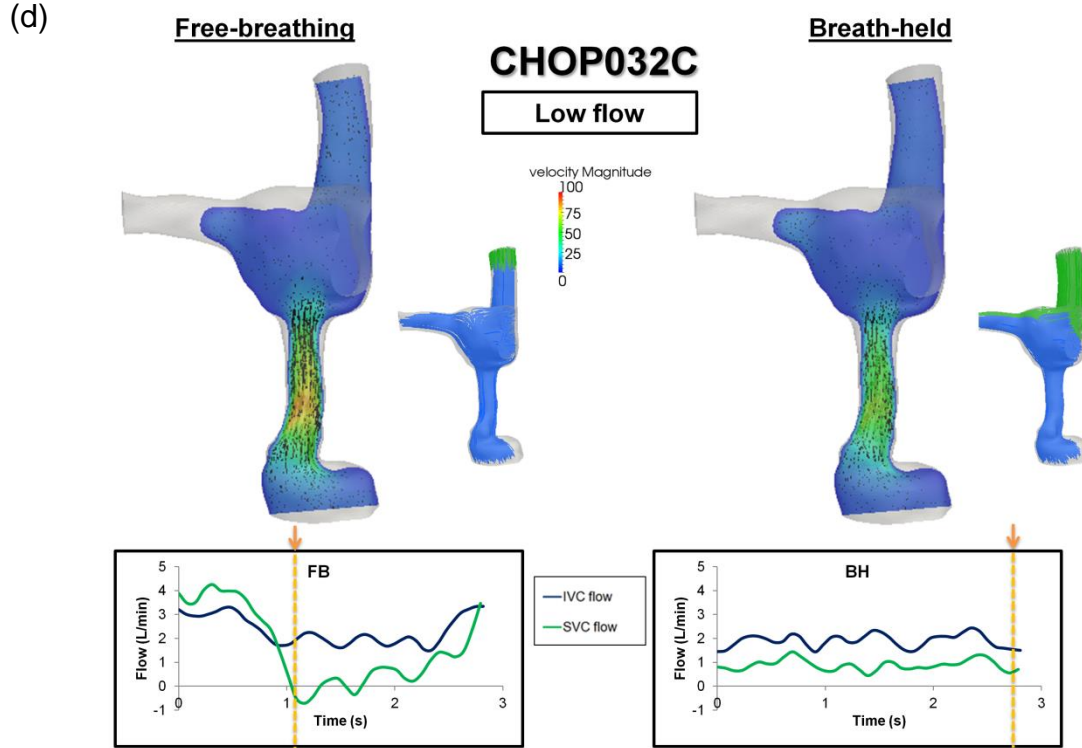 (d)
Free-breathing
Breath-held
CHOP032C
Low flow
velocity Magnitude
100
75
50
25
0
FB
Flow (L/min)
5
4
3
2
1
0
-1
0
1
2
3
Time (s)
IVC flow
SVC flow
BH
Flow (L/min)
5
4
3
2
1
0
-1
0
1
2
3
Time (s)